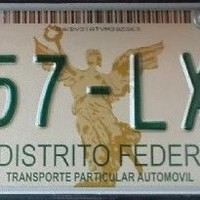 57-LX
DISTRITO FEDER
TRANSPORTE PARTICULAR AUTOMOVIL